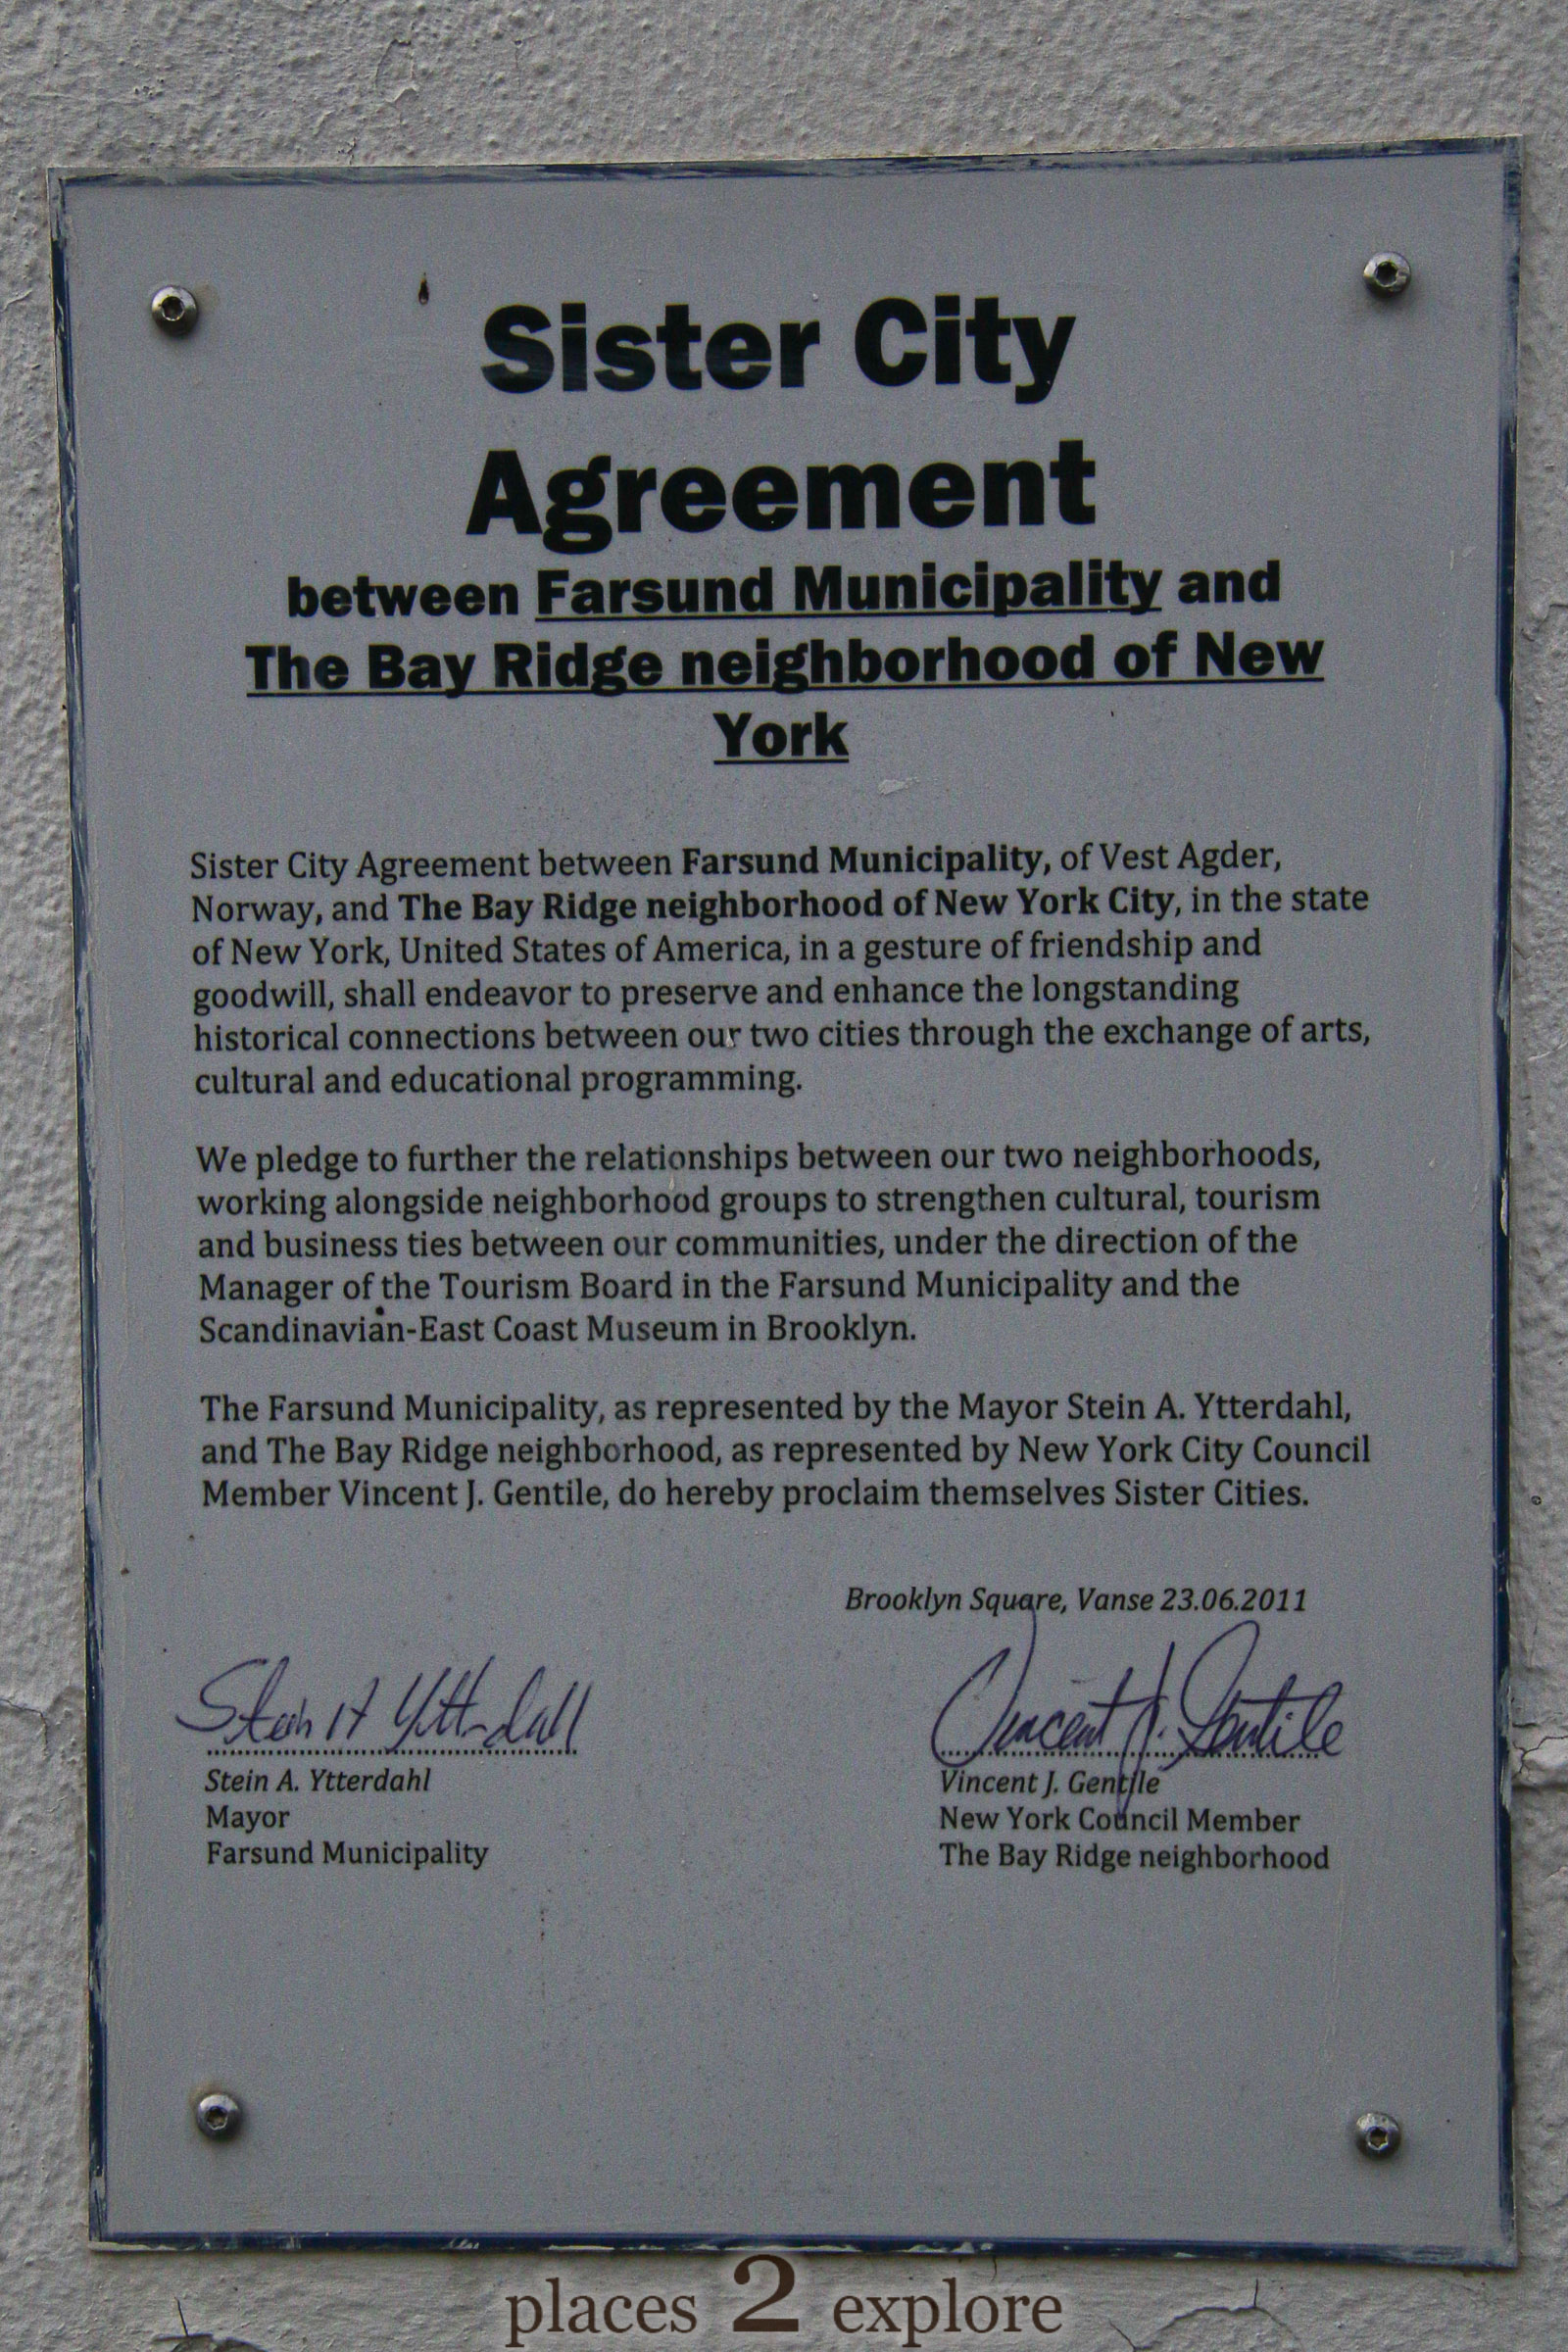 Sister City
Agreement
between Farsund Municipality and
The Bay Ridge neighborhood of New
York
Sister City Agreement between Farsund Municipality, of Vest Agder,
Norway, and The Bay Ridge neighborhood of New York City, in the state
of New York, United States of America, in a gesture of friendship and
goodwill, shall endeavor to preserve and enhance the longstanding
historical connections between our two cities through the exchange of arts,
cultural and educational programming.
We pledge to further the relationships between our two neighborhoods,
working alongside neighborhood groups to strengthen cultural, tourism
and business ties between our communities, under the direction of the
Manager of the Tourism Board in the Farsund Municipality and the
Scandinavian-East Coast Museum in Brooklyn.
The Farsund Municipality, as represented by the Mayor Stein A. Ytterdahl,
and The Bay Ridge neighborhood, as represented by New York City Council
Member Vincent J. Gentile, do hereby proclaim themselves Sister Cities.
Brooklyn Square, Vanse 23.06.2011
Stein A Ytterdahl
Vincent J. Gentile
Stein A. Ytterdahl
Mayor
Farsund Municipality
Vincent J. Gentile
New York Council Member
The Bay Ridge neighborhood
places 2 explore